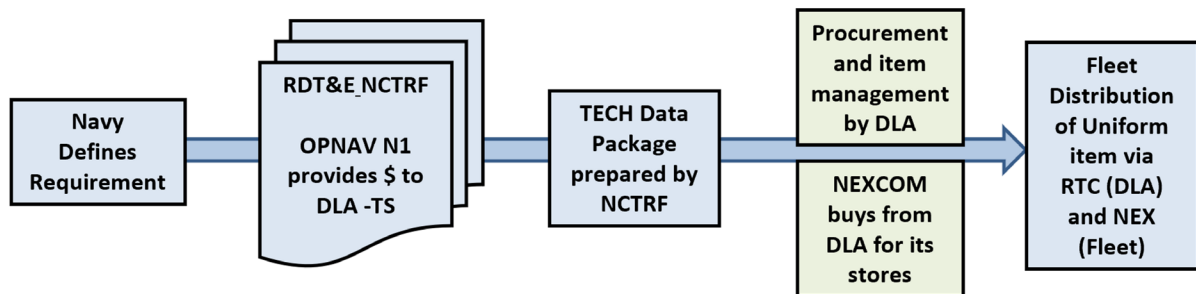 Navy
Defines
Requirement
RDT&E_NCTRF
OPNAV N1
provides $ to
DLA -TS
TECH Data
Package
prepared by
NCTRF
Procurement
and item
management
by DLA
NEXCOM
buys from
DLA for its
stores
Fleet
Distribution
of Uniform
item via
RTC (DLA)
and NEX
(Fleet)